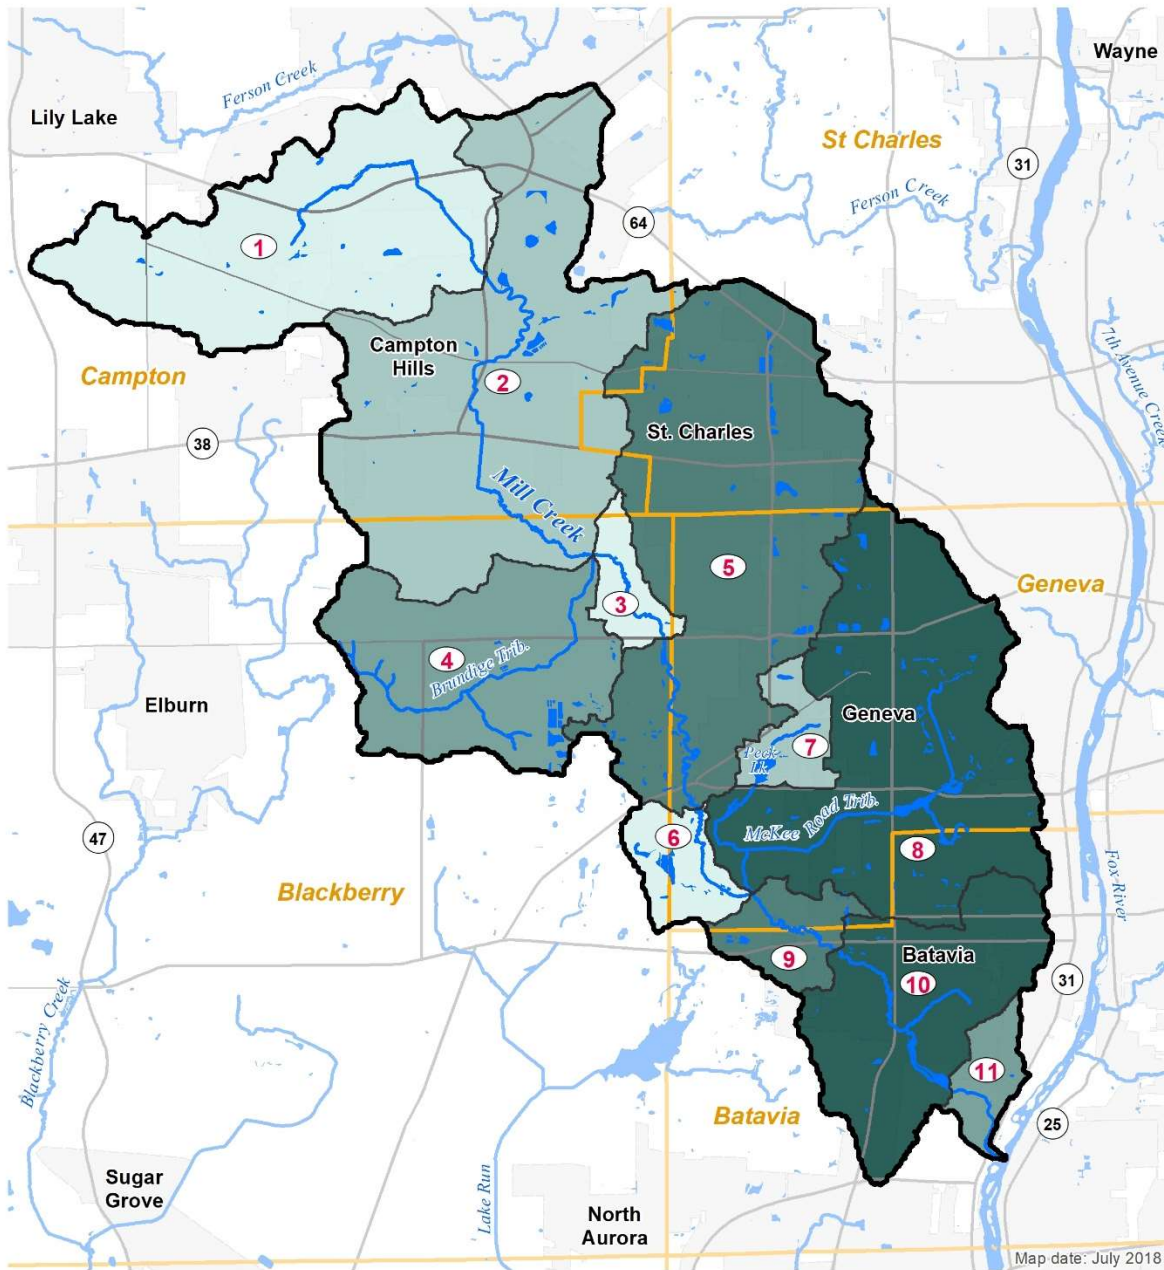 Wayne
Ferson Creek
Lily Lake
St Charles
31
Ferson Creek
64
1
7th Avenue Creek
Campton
Hills
Campton
2
St. Charles
38
Mill Creek
5
Geneva
3
4
Brundige Trib.
Elburn
Geneva
7
Peck
Lk
McKee Road Trib.
6
47
8
Fox River
Blackberry
Batavia
9
10
31
Blackberry Creek
11
Batavia
25
Sugar
Grove
Lake Run
North
Aurora
Map date: July 2018